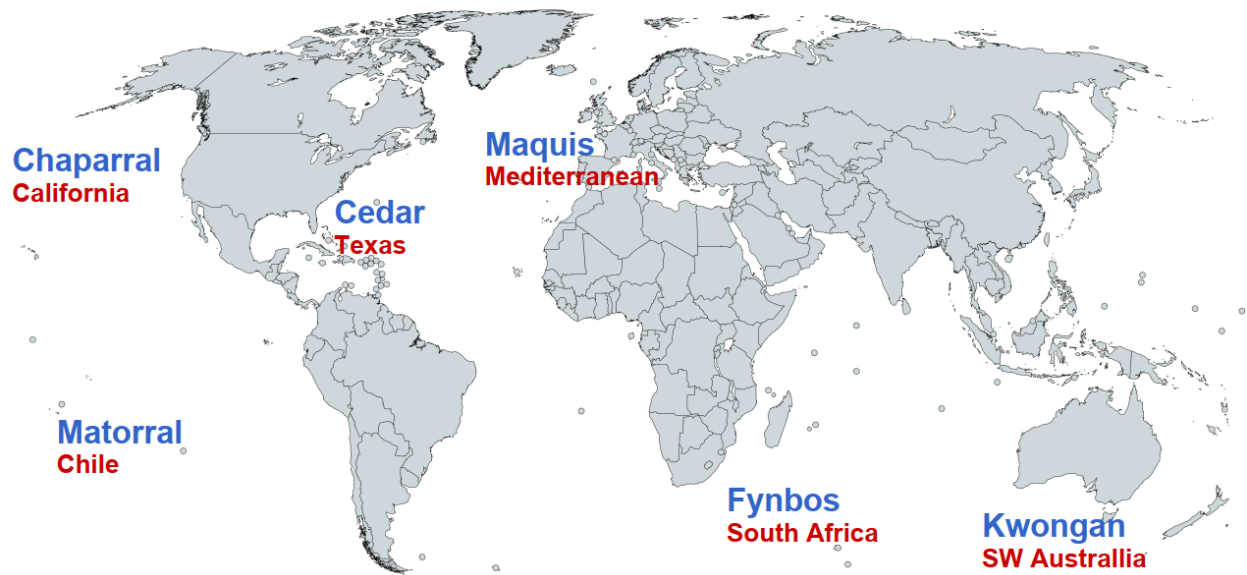 Chaparral
California
Maquis
Mediterranean
Cedar
Texas
Matorral
Chile
Fynbos
South Africa
Kwongan
SW Australlia